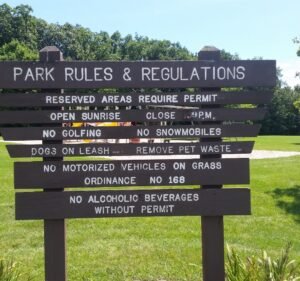 PARK RULES & REGULATIONS
RESERVED AREAS REQUIRE PERMIT
OPEN SUNRISE CLOSE 9PM
NO GOLFING NO SNOWMOBILES
DOGS ON LEASH REMOVE PET WASTE
NO MOTORIZED VEHICLES ON GRASS
ORDINANCE NO 168
NO ALCOHOLIC BEVERAGES
WITHOUT PERMIT